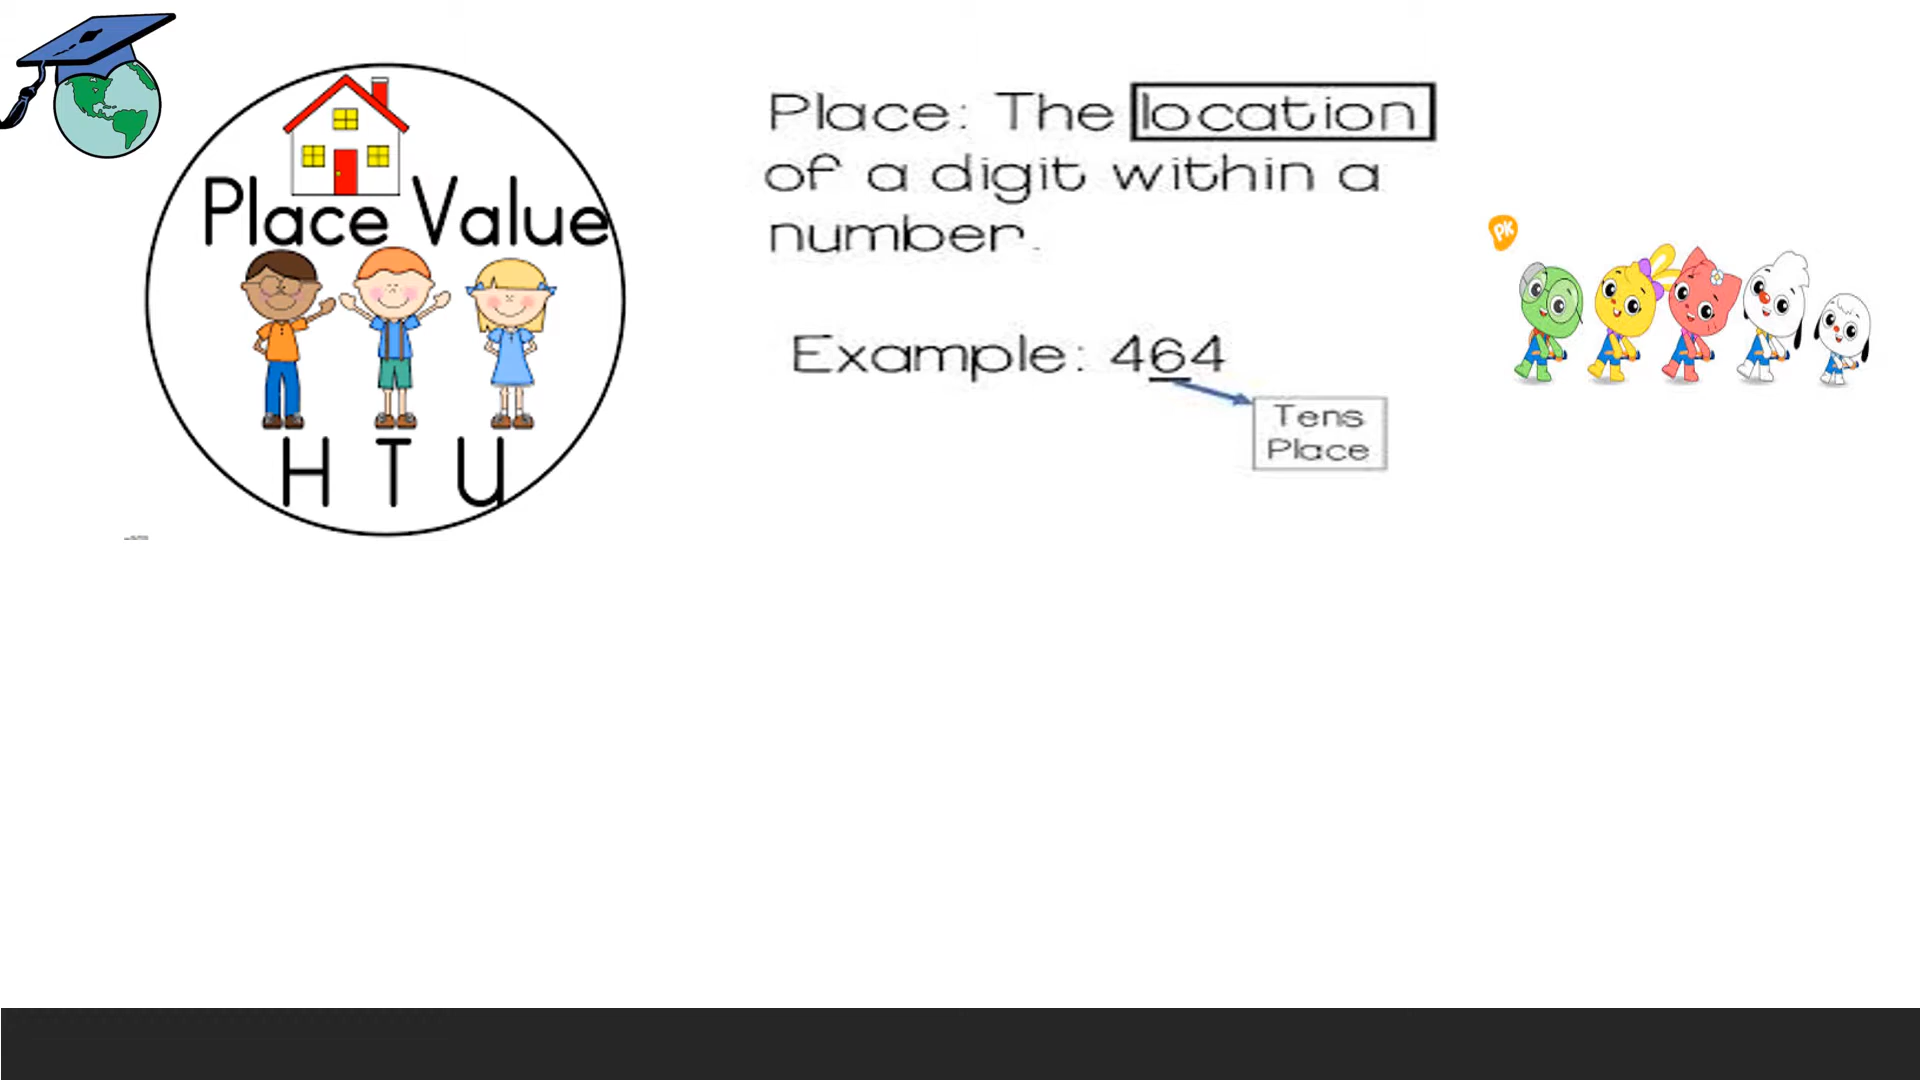 Place Value
H T U
Place: The location
of a digit within a
number.
Example: 464
Tens
Place
PK